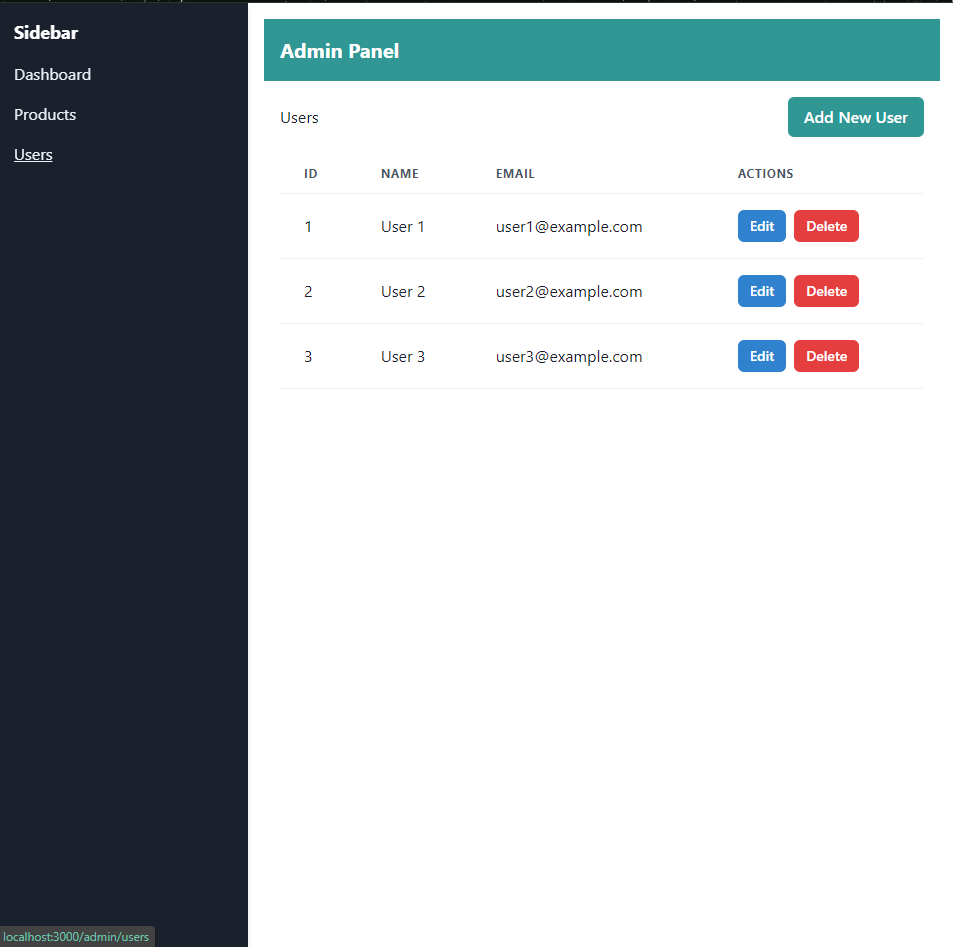 Sidebar
Dashboard
Products
Users
Admin Panel
Users Add New User
ID NAME EMAIL ACTIONS
1 User 1 user1@example.com Edit Delete
2 User 2 user2@example.com Edit Delete
3 User 3 user3@example.com Edit Delete
localhost:3000/admin/users